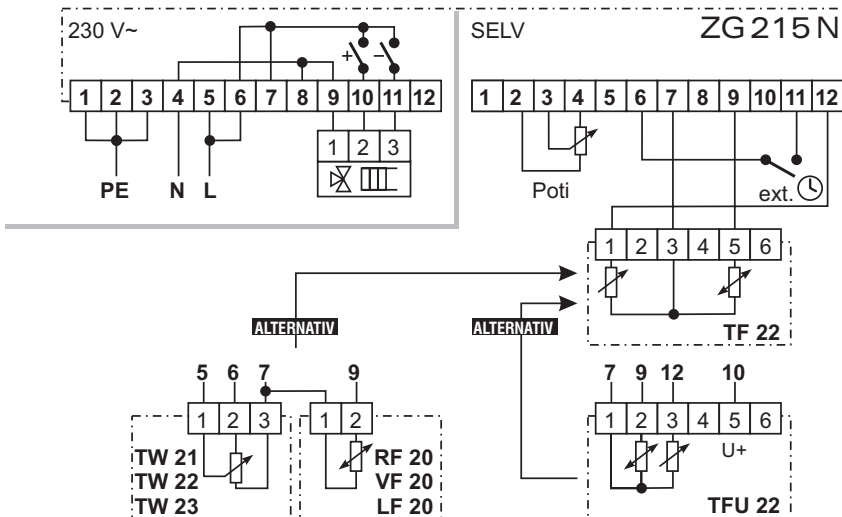 230 V~
SELV
ZG 215 N
+ −
1 2 3 4 5 6 7 8 9 10 11 12
1 2 3 4 5 6 7 8 9 10 11 12
1 2 3
PE N L
Poti
ext.
1 2 3 4 5 6
TF 22
ALTERNATIV
ALTERNATIV
5 6 7 9
7 9 12 10
1 2 3
1 2
1 2 3 4 5 6
U+
TW 21
TW 22
TW 23
RF 20
VF 20
LF 20
TFU 22